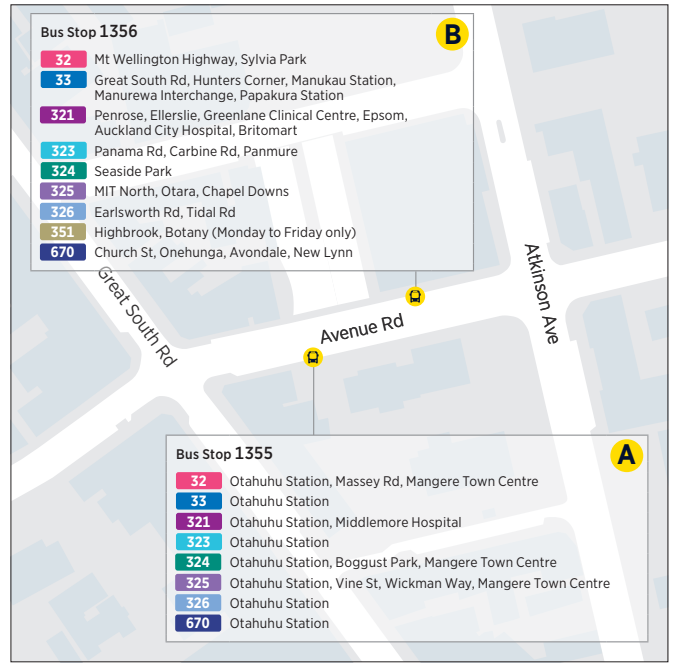 Bus Stop 1356
B
32 Mt Wellington Highway, Sylvia Park
33 Great South Rd, Hunters Corner, Manukau Station,
Manurewa Interchange, Papakura Station
321 Penrose, Ellerslie, Greenlane Clinical Centre, Epsom,
Auckland City Hospital, Britomart
323 Panama Rd, Carbine Rd, Panmure
324 Seaside Park
325 MIT North, Otara, Chapel Downs
326 Earlsworth Rd, Tidal Rd
351 Highbrook, Botany (Monday to Friday only)
670 Church St, Onehunga, Avondale, New Lynn
Great South Rd
Avenue Rd
Atkinson Ave
Bus Stop 1355
A
32 Otahuhu Station, Massey Rd, Mangere Town Centre
33 Otahuhu Station
321 Otahuhu Station, Middlemore Hospital
323 Otahuhu Station
324 Otahuhu Station, Boggust Park, Mangere Town Centre
325 Otahuhu Station, Vine St, Wickman Way, Mangere Town Centre
326 Otahuhu Station
670 Otahuhu Station